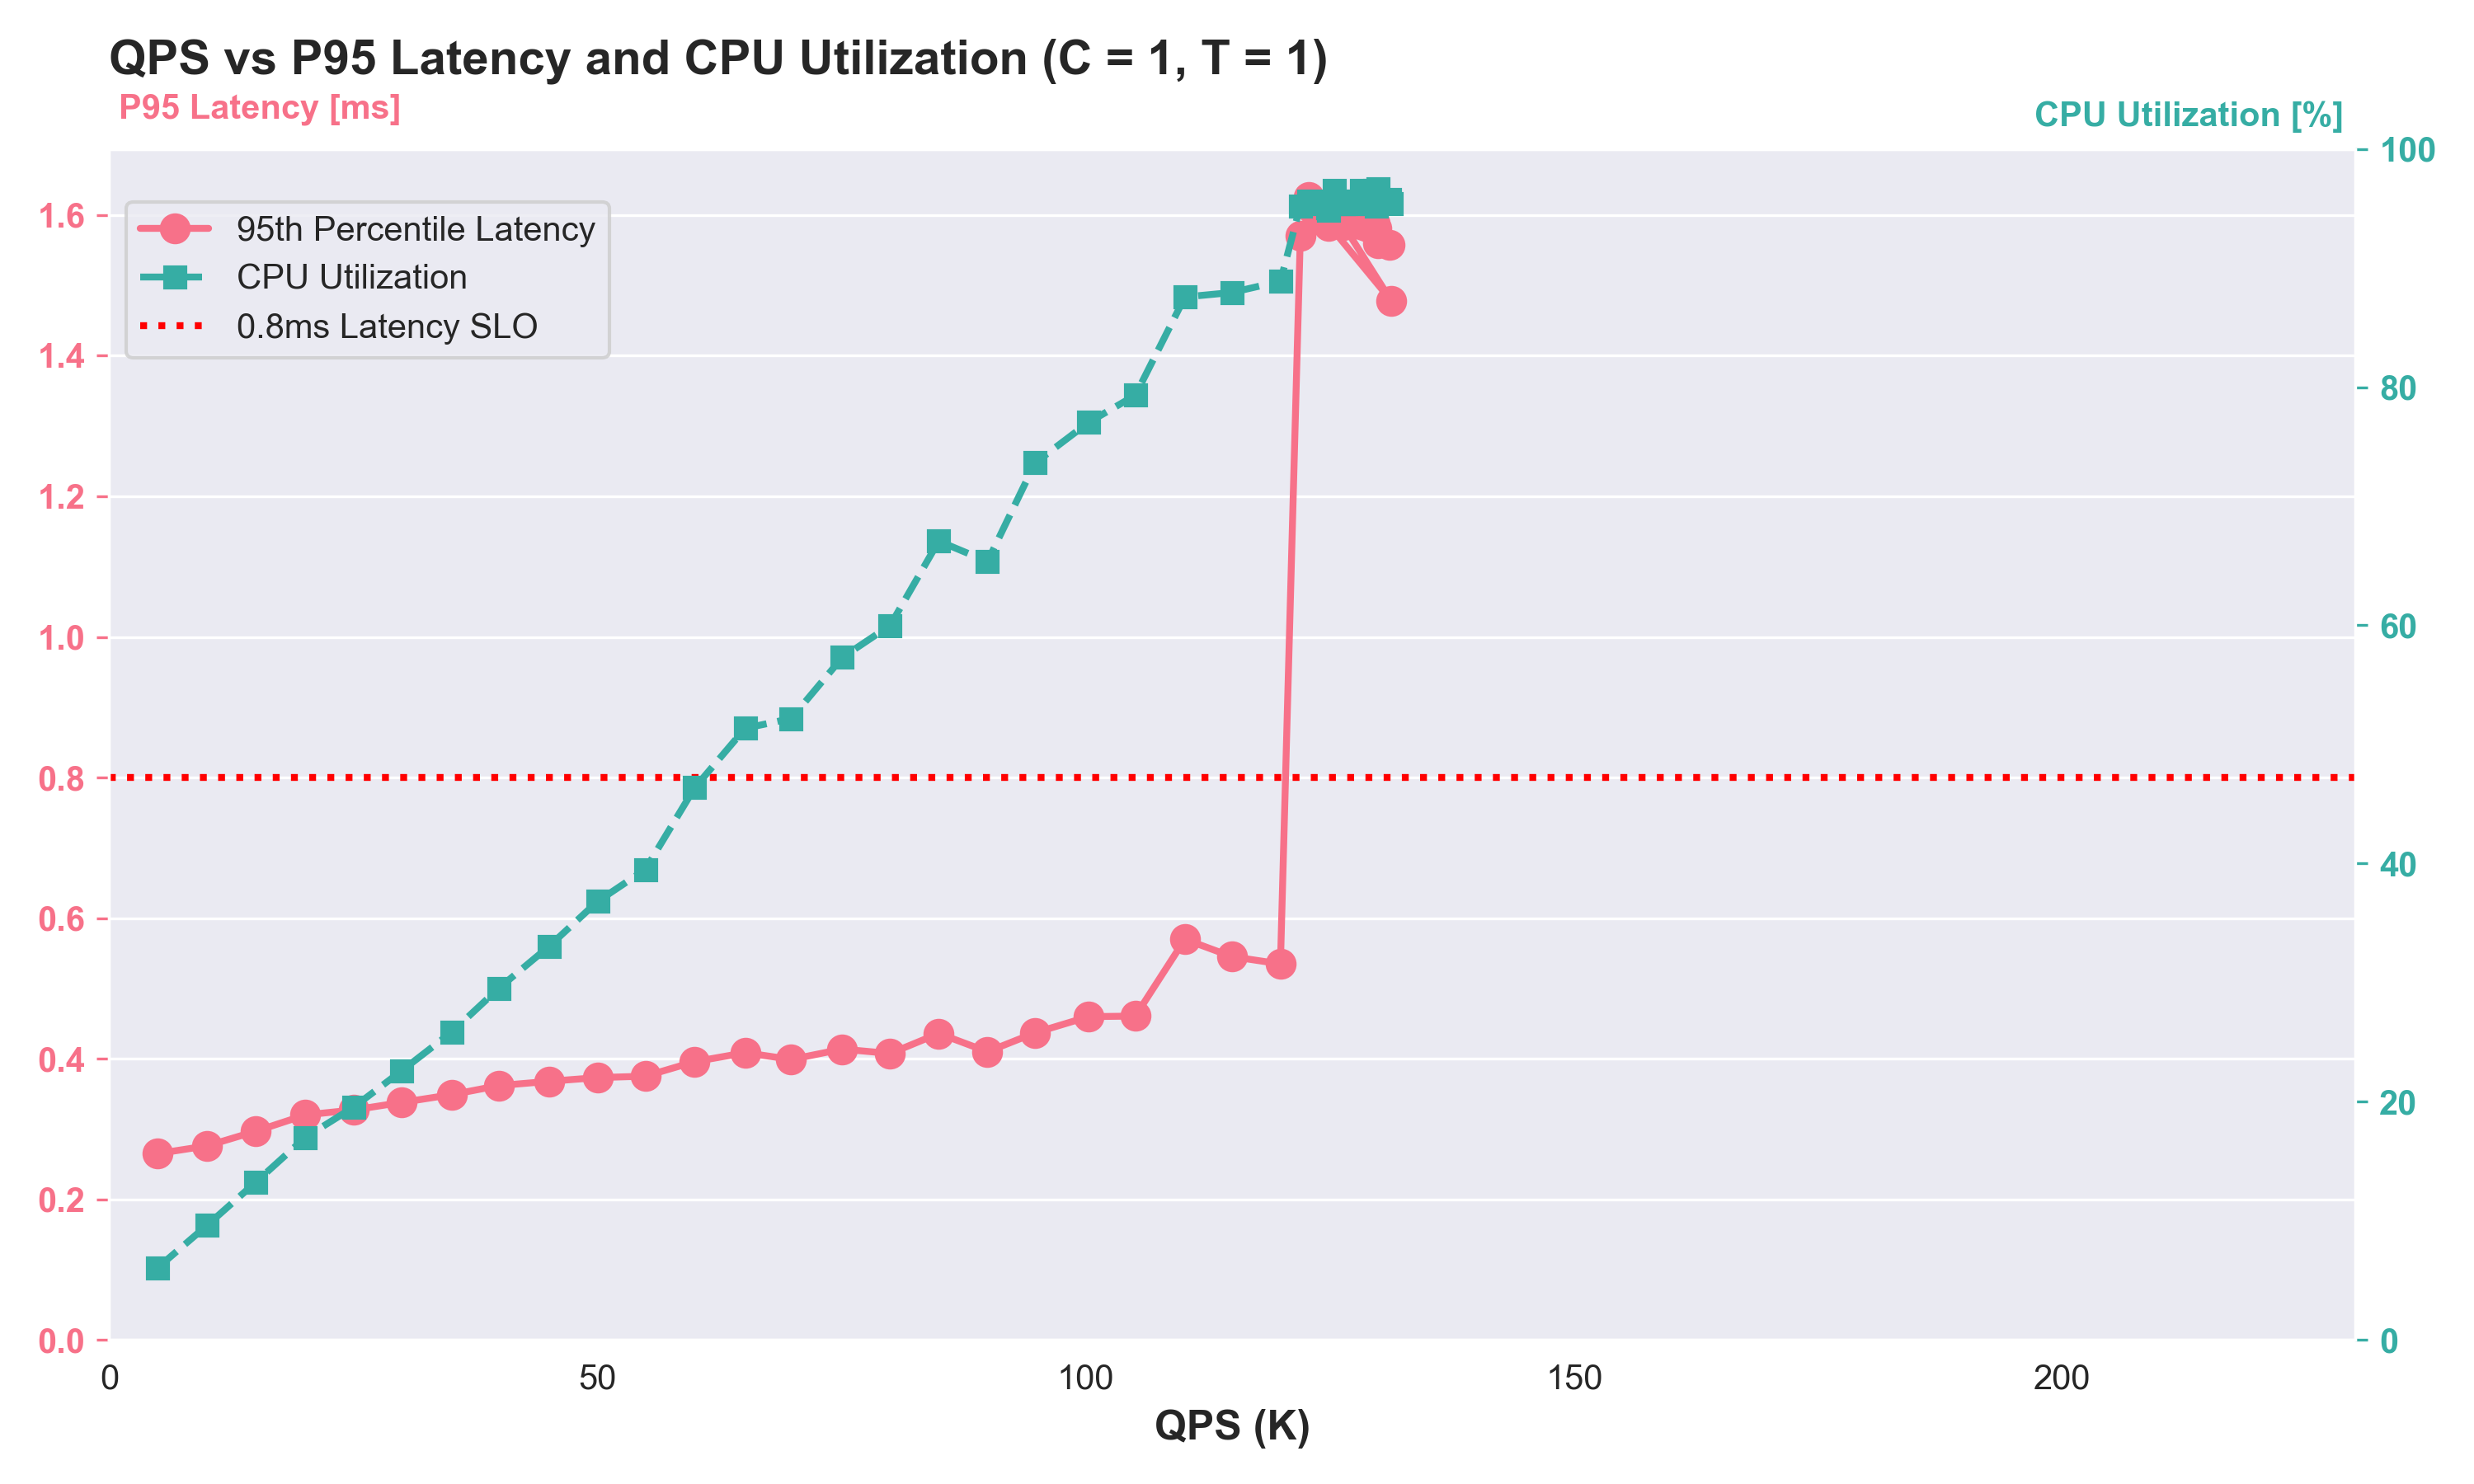 QPS vs P95 Latency and CPU Utilization (C = 1, T = 1)
P95 Latency [ms]
CPU Utilization [%]
100
1.6
95th Percentile Latency
CPU Utilization
0.8ms Latency SLO
1.4
80
1.2
1.0
60
0.8
40
0.6
0.4
20
0.2
0.0
0
0
50
100
150
200
QPS (K)